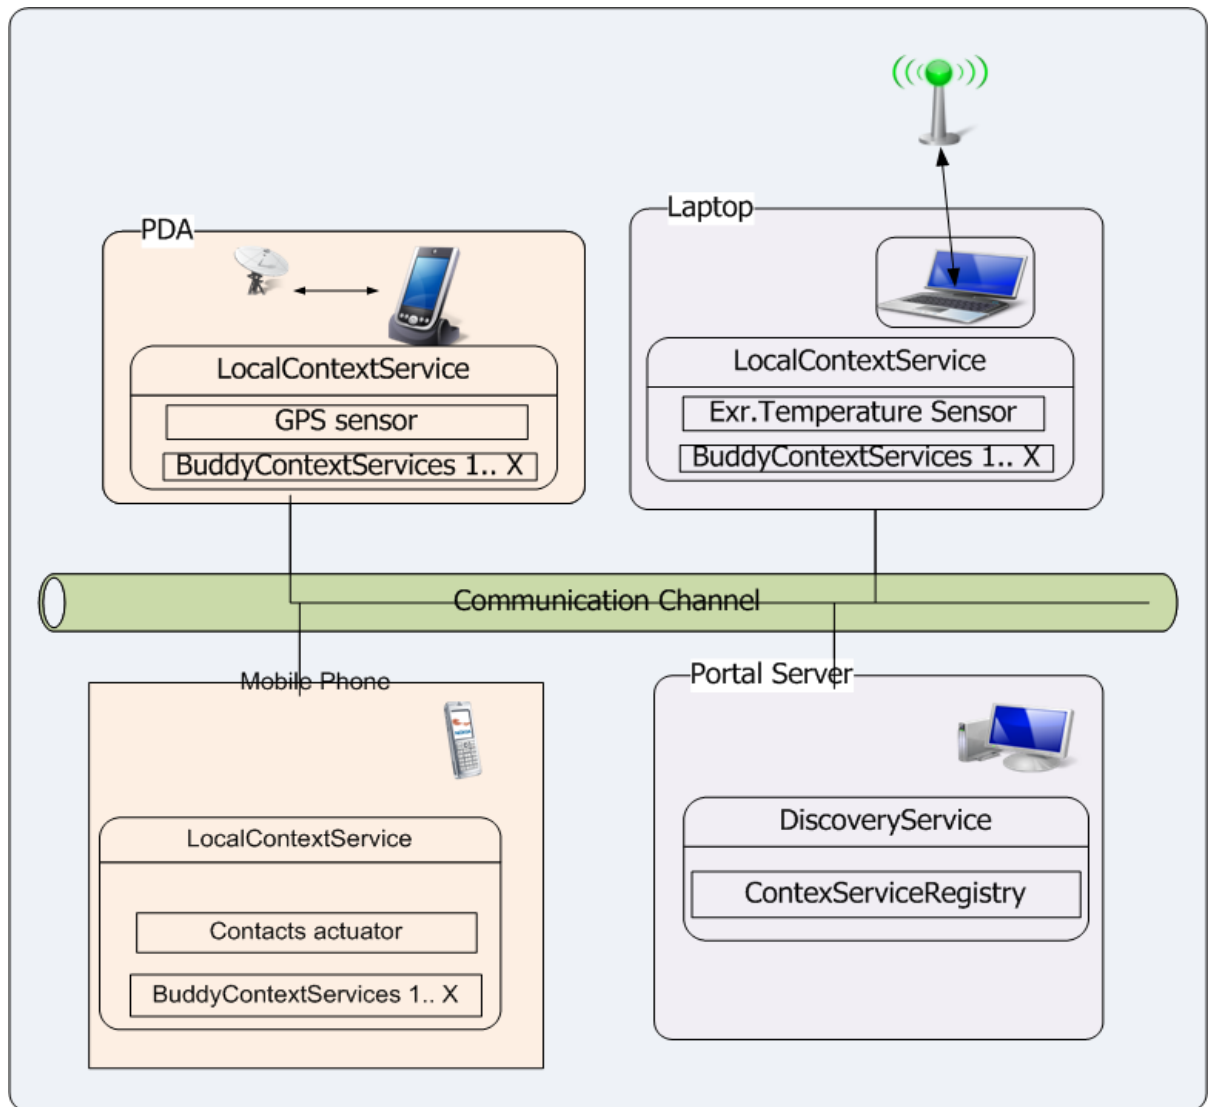 PDA
Laptop
LocalContextService
GPS sensor
BuddyContextServices 1.. X
LocalContextService
Exr.Temperature Sensor
BuddyContextServices 1.. X
Communication Channel
Mobile Phone
Portal Server
LocalContextService
Contacts actuator
BuddyContextServices 1.. X
DiscoveryService
ContexServiceRegistry